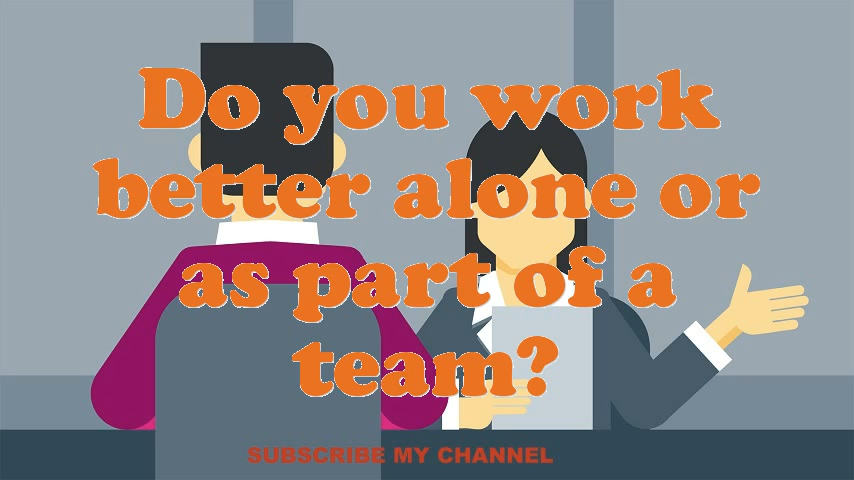 Do you work
better alone or
as part of a
team?
SUBSCRIBE MY CHANNEL